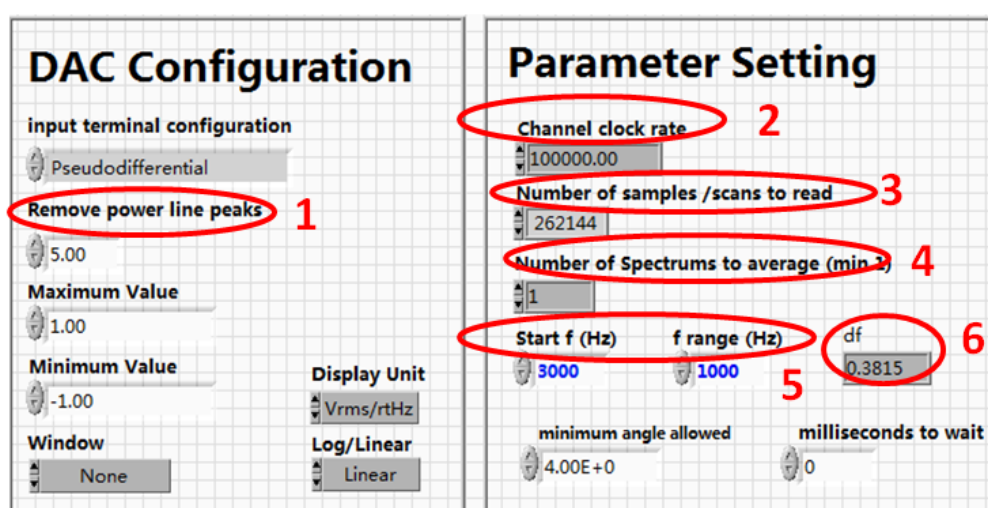 DAC Configuration
input terminal configuration
Pseudodifferential
Remove power line peaks
1
5.00
Maximum Value
1.00
Minimum Value
-1.00
Display Unit
Vrms/rtHz
Window
None
Log/Linear
Linear
Parameter Setting
Channel clock rate
2
100000.00
Number of samples /scans to read
3
262144
Number of Spectrums to average (min 1)
4
1
Start f (Hz) f range (Hz) df
3000 1000 5 0.3815 6
minimum angle allowed milliseconds to wait
4.00E+0 0